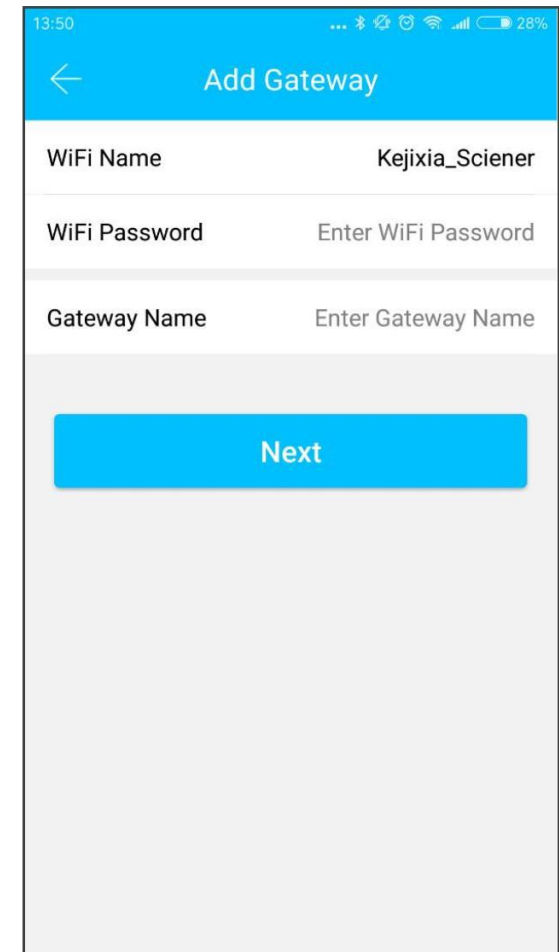 13:50 ... 28%
Add Gateway
WiFi Name Kejixia_Sciener
WiFi Password Enter WiFi Password
Gateway Name Enter Gateway Name
Next